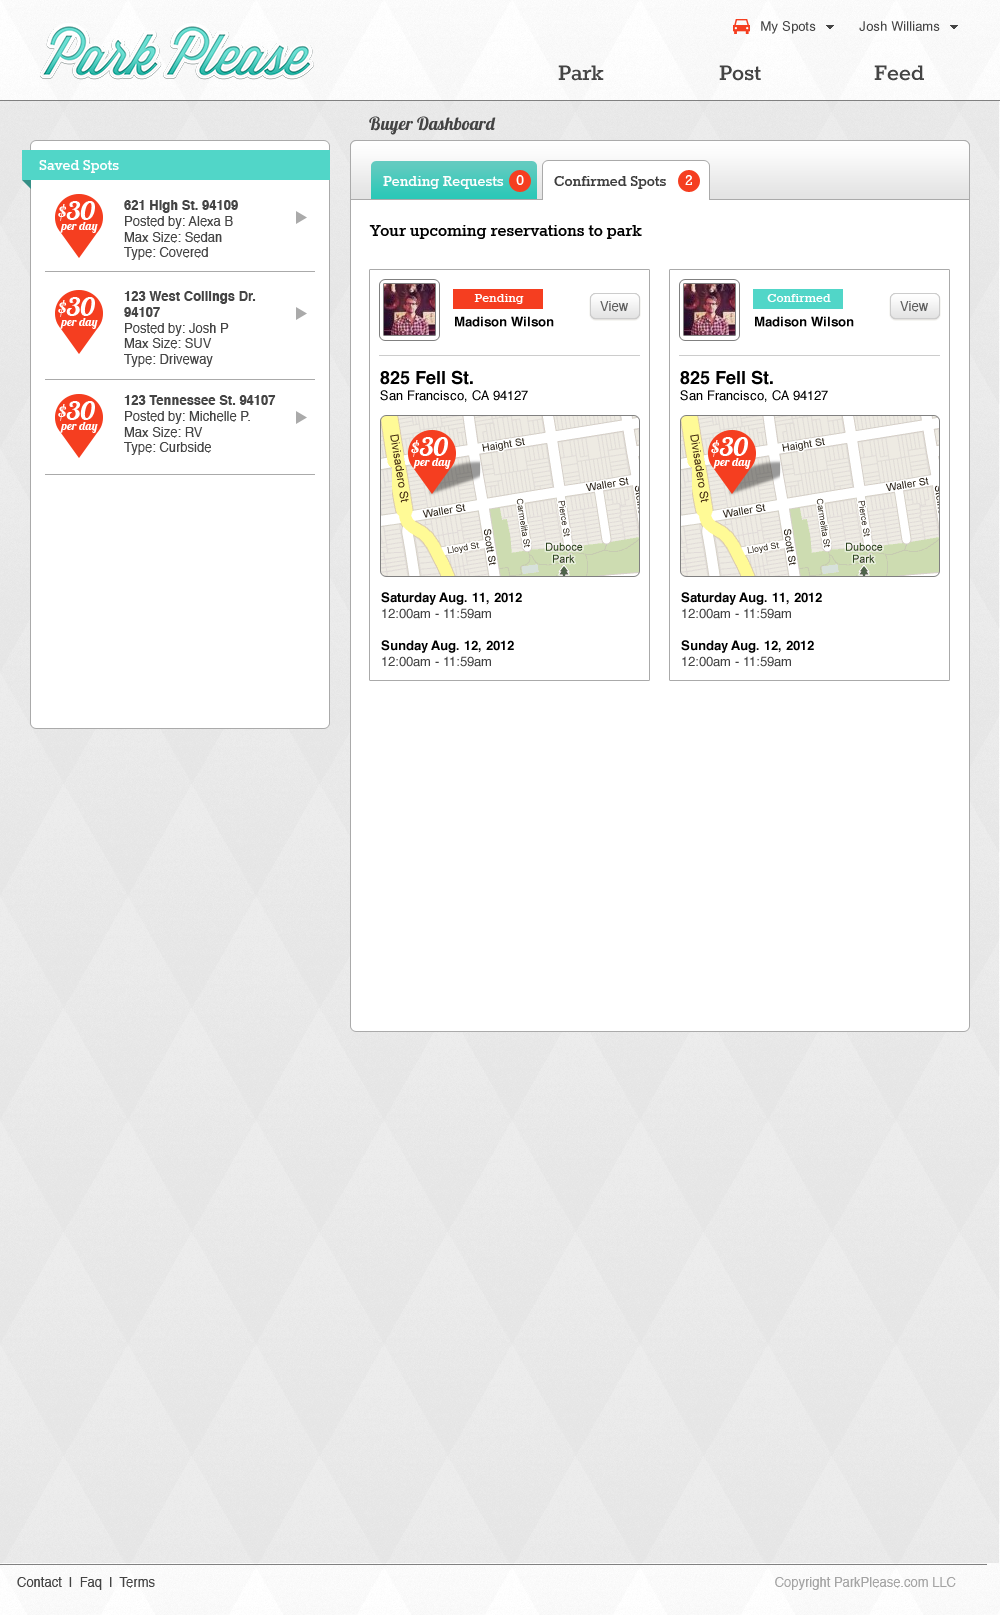 Park Please
My Spots
Josh Williams
Park
Post
Feed
Buyer Dashboard
Saved Spots
$30
per day
621 High St. 94109
Posted by: Alexa B
Max Size: Sedan
Type: Covered
$30
per day
123 West Collings Dr.
94107
Posted by: Josh P
Max Size: SUV
Type: Driveway
$30
per day
123 Tennessee St. 94107
Posted by: Michelle P.
Max Size: RV
Type: Curbside
Pending Requests 0
Confirmed Spots 2
Your upcoming reservations to park
Pending
Madison Wilson
View
825 Fell St.
San Francisco, CA 94127
$30
per day
Divisadero St
Haight St
Waller St
Waller St
Lloyd St
Scott St
Carmelita St
Pierce St
Duboce
Park
Saturday Aug. 11, 2012
12:00am - 11:59am
Sunday Aug. 12, 2012
12:00am - 11:59am
Confirmed
Madison Wilson
View
825 Fell St.
San Francisco, CA 94127
$30
per day
Divisadero St
Haight St
Waller St
Waller St
Lloyd St
Scott St
Carmelita St
Pierce St
Duboce
Park
Saturday Aug. 11, 2012
12:00am - 11:59am
Sunday Aug. 12, 2012
12:00am - 11:59am
Contact | Faq | Terms
Copyright ParkPlease.com LLC